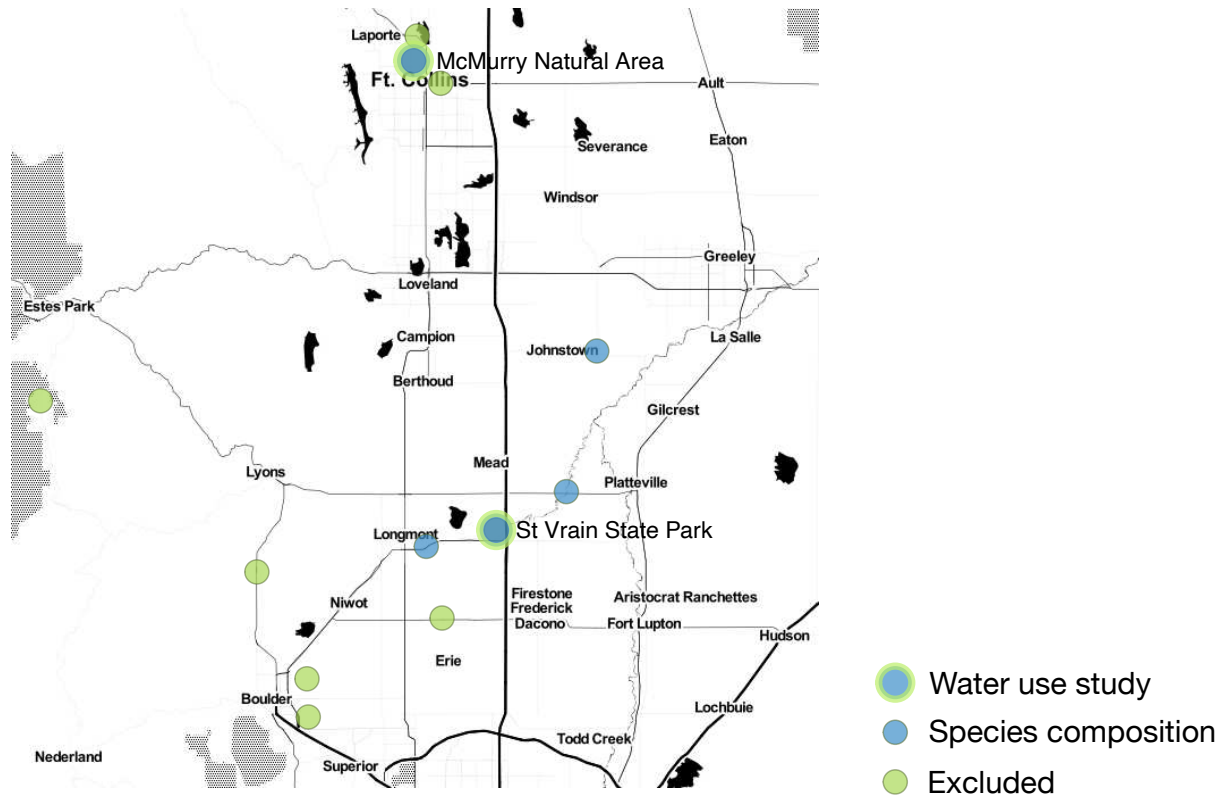 Laporte
McMurry Natural Area
Ft. Collins
Ault
Eaton
Severance
Windsor
Greeley
Loveland
Estes Park
Campion
La Salle
Johnstown
Berthoud
Gilcrest
Mead
Lyons
Platteville
St Vrain State Park
Longmont
Firestone
Aristocrat Ranchettes
Niwot
Frederick
Dacono
Fort Lupton
Hudson
Erie
Water use study
Boulder
Lochbuie
Species composition
Todd Creek
Nederland
Superior
Excluded